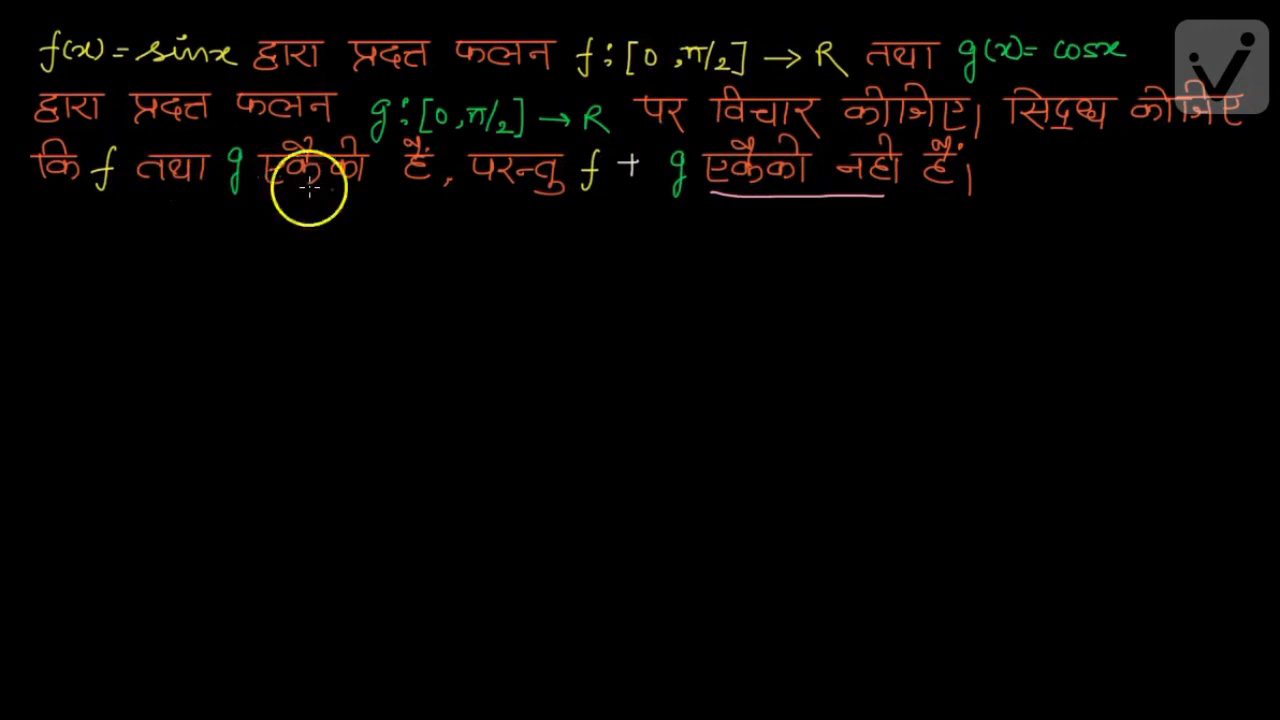 f(x) = sinx द्वारा प्रदत्त फलन f : [0 , π/2] → R तथा g(x)= cosx
द्वारा प्रदत्त फलन g : [0, π/2] → R पर विचार कीजिए। सिद्ध कीजिए
कि f तथा g एकैकी हैं, परन्तु f + g एकैकी नही हैं।